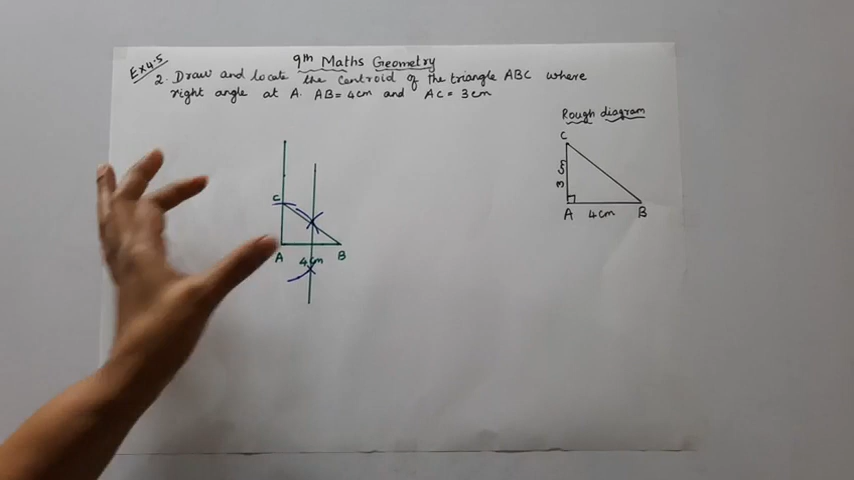 Ex 4.5
9th Maths Geometry
2. Draw and locate the centroid of the triangle ABC where
right angle at A. AB = 4cm and AC = 3cm
Rough diagram
C
3 cm
A 4cm B
C
A 4cm B